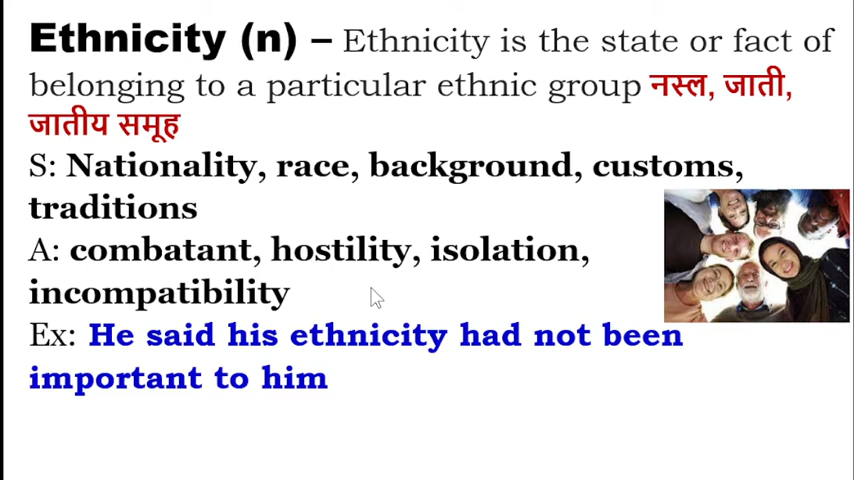 Ethnicity (n) – Ethnicity is the state or fact of
belonging to a particular ethnic group नस्ल, जाती,
जातीय समूह
S: Nationality, race, background, customs,
traditions
A: combatant, hostility, isolation,
incompatibility
Ex: He said his ethnicity had not been
important to him